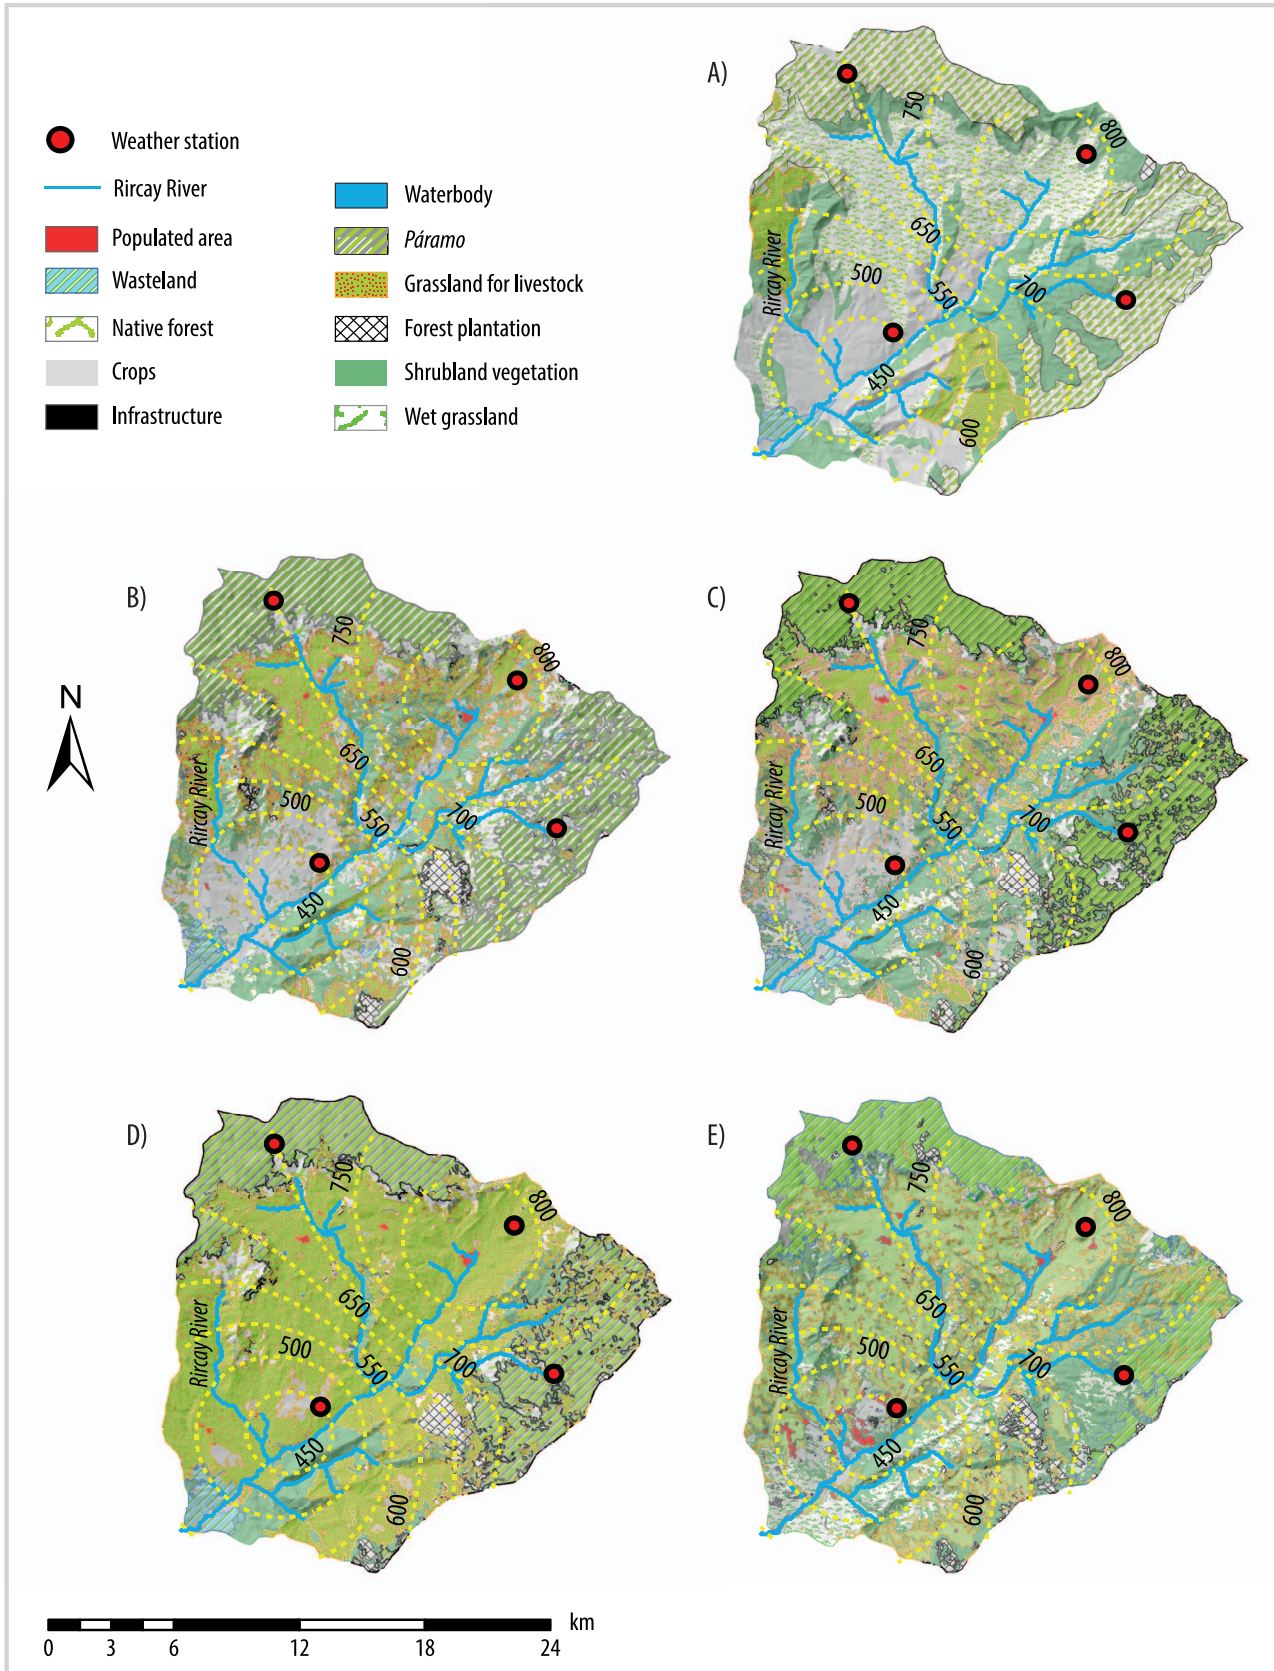 Weather station
Rircay River
Populated area
Wasteland
Native forest
Crops
Infrastructure
Waterbody
Páramo
Grassland for livestock
Forest plantation
Shrubland vegetation
Wet grassland
A)
750
800
650
500
550
700
450
600
Rircay River
B)
750
800
650
500
550
700
450
600
Rircay River
C)
750
800
650
500
550
700
450
600
Rircay River
N
D)
750
800
650
500
550
700
450
600
Rircay River
E)
750
800
650
500
550
700
450
600
Rircay River
km
0 3 6 12 18 24